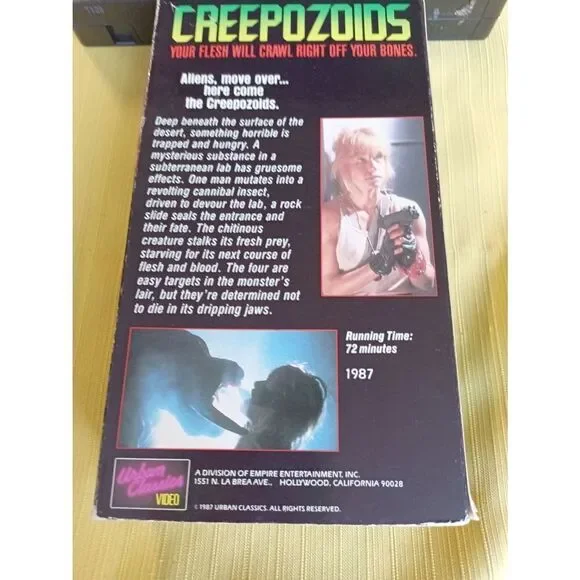 CREEPOZOIDS
YOUR FLESH WILL CRAWL RIGHT OFF YOUR BONES.
Aliens, move over...
here come
the Creepozoids.
Deep beneath the surface of the
desert, something horrible is
trapped and hungry. A
mysterious substance in a
subterranean lab has gruesome
effects. One man mutates into a
revolting cannibal insect,
driven to devour the lab, a rock
slide seals the entrance and
their fate. The chitinous
creature stalks its fresh prey,
starving for its next course of
flesh and blood. The four are
easy targets in the monster's
lair, but they're determined not
to die in its dripping jaws.
Running Time:
72 minutes
1987
Urban
Classics
VIDEO
A DIVISION OF EMPIRE ENTERTAINMENT, INC.
1551 N. LA BREA AVE., HOLLYWOOD, CALIFORNIA 90028
© 1987 URBAN CLASSICS. ALL RIGHTS RESERVED.